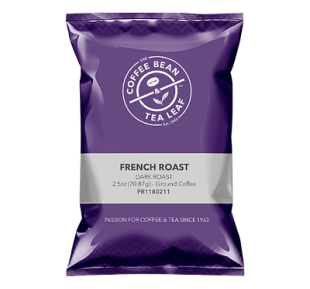 THE
COFFEE BEAN
&
TEA LEAF
Est. 1963
FRENCH ROAST
DARK ROAST
2.5oz (70.87g) - Ground Coffee
PR1180211
PASSION FOR COFFEE & TEA SINCE 1963